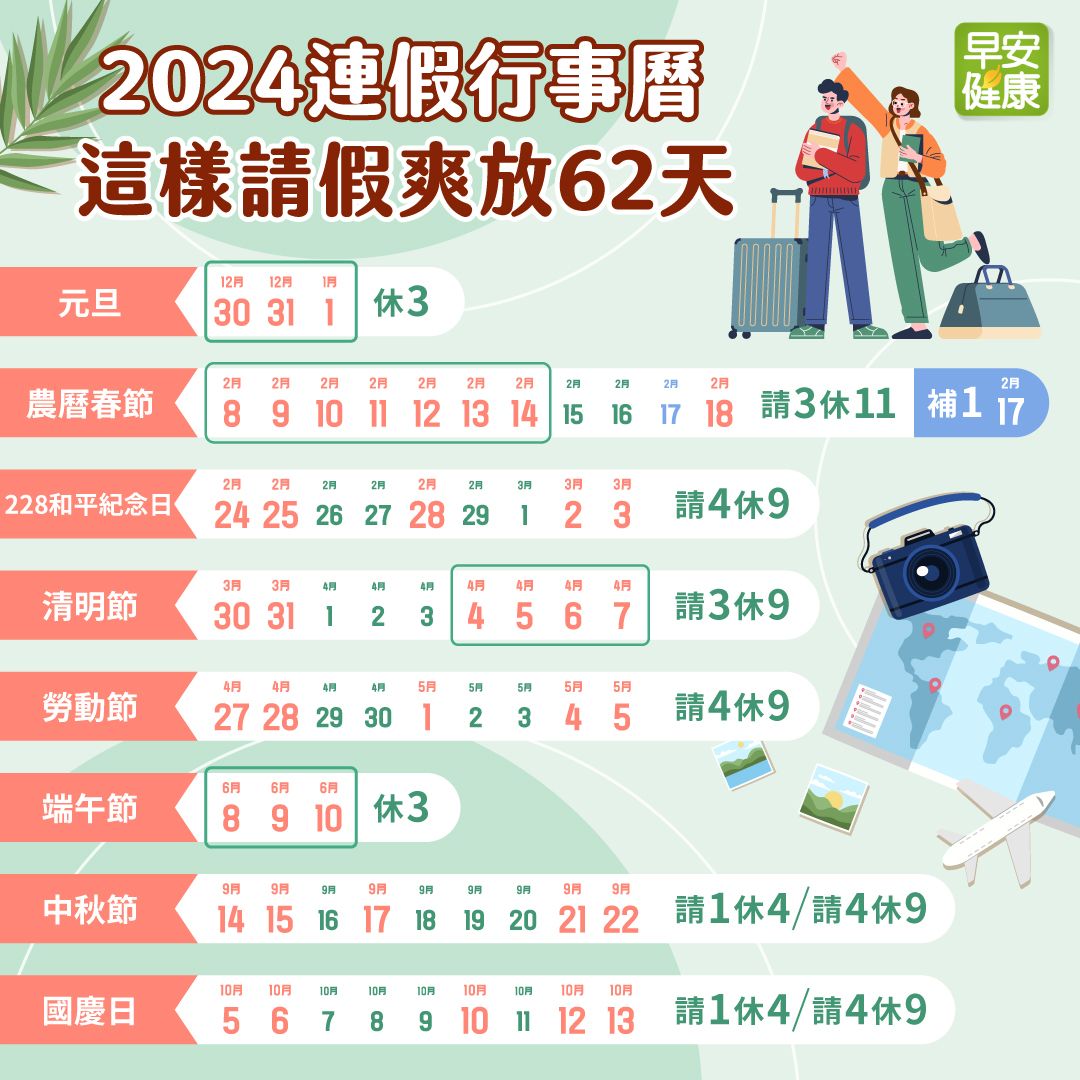 2024連假行事曆
這樣請假爽放62天
早安
健康
元旦
12月 12月 1月
30 31 1
休3
農曆春節
2月 2月 2月 2月 2月 2月 2月 2月 2月 2月 2月
8 9 10 11 12 13 14 15 16 17 18
請3休11
補1
2月
17
228和平紀念日
2月 2月 2月 2月 2月 2月 3月 3月 3月
24 25 26 27 28 29 1 2 3
請4休9
清明節
3月 3月 4月 4月 4月 4月 4月 4月 4月
30 31 1 2 3 4 5 6 7
請3休9
勞動節
4月 4月 4月 4月 5月 5月 5月 5月 5月
27 28 29 30 1 2 3 4 5
請4休9
端午節
6月 6月 6月
8 9 10
休3
中秋節
9月 9月 9月 9月 9月 9月 9月 9月 9月
14 15 16 17 18 19 20 21 22
請1休4/請4休9
國慶日
10月 10月 10月 10月 10月 10月 10月 10月 10月
5 6 7 8 9 10 11 12 13
請1休4/請4休9